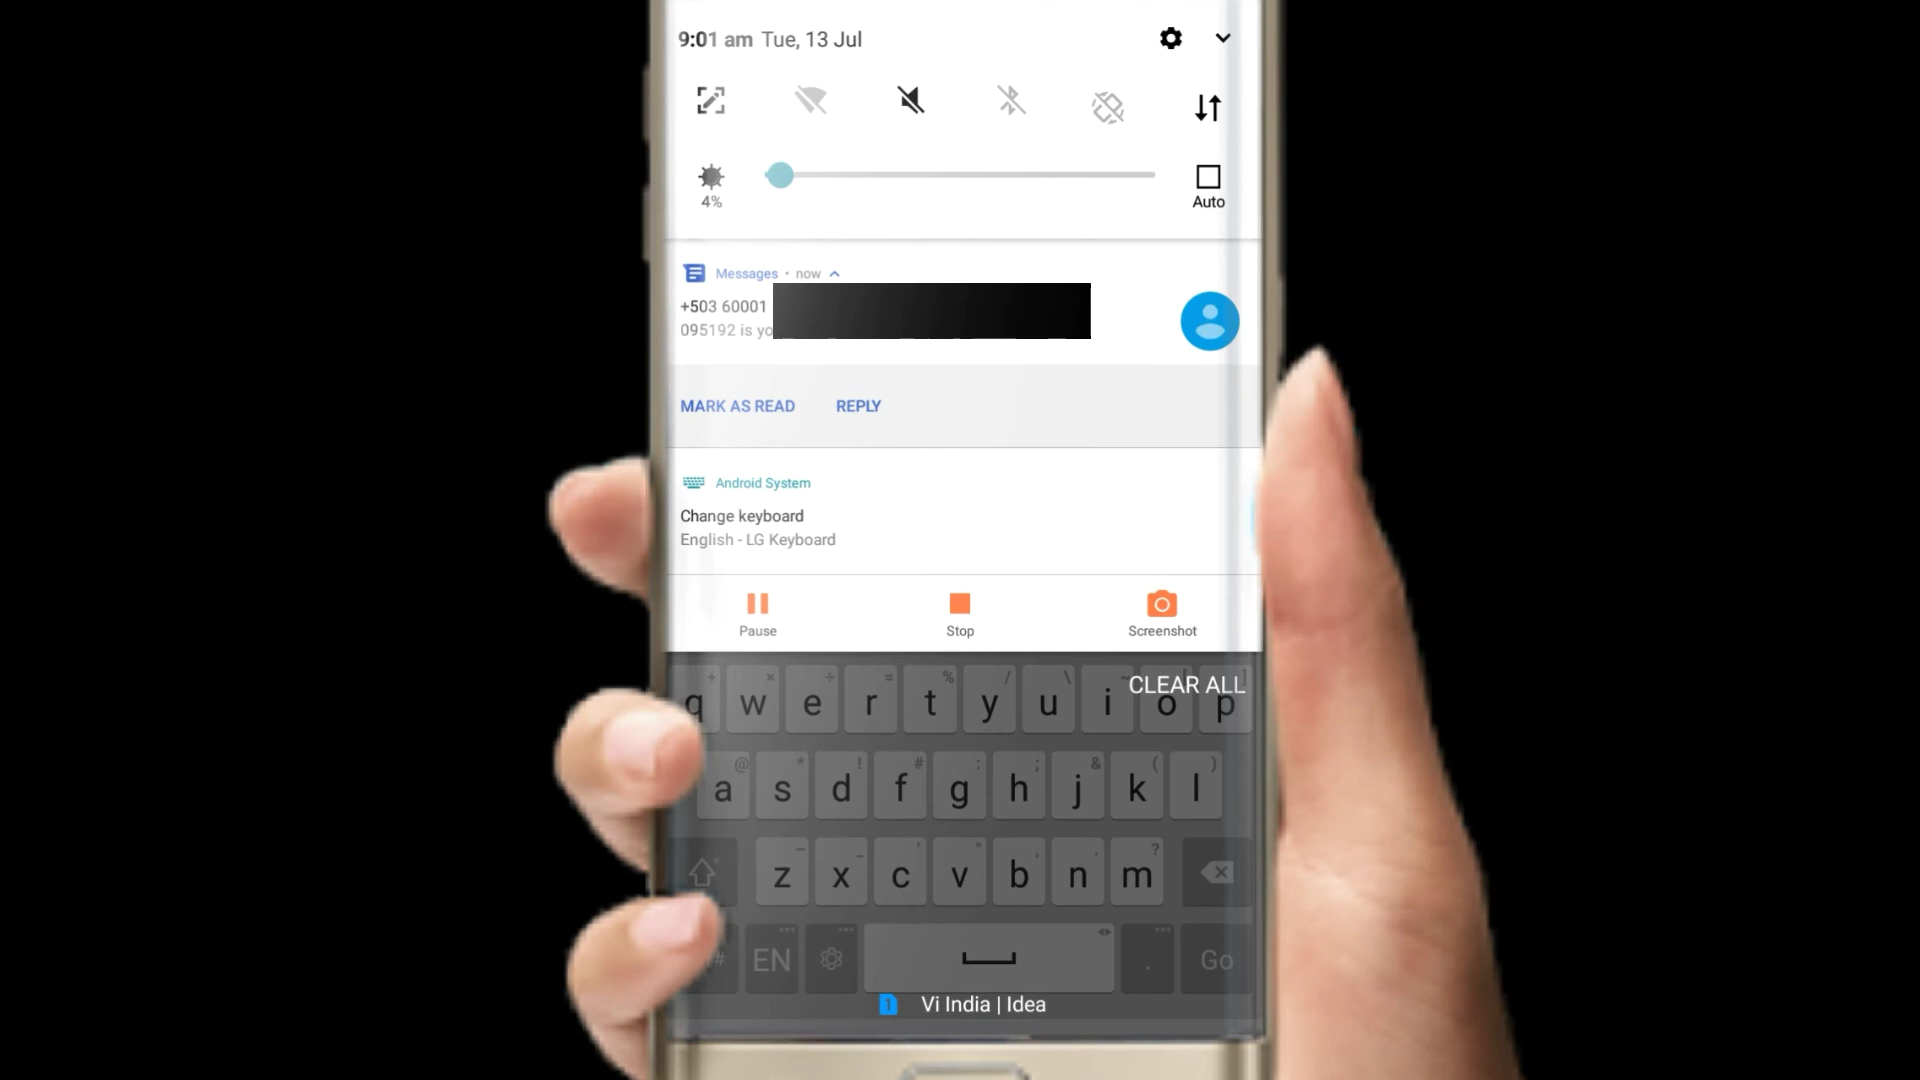 9:01 am Tue, 13 Jul
4%
Auto
Messages • now
+503 60001
095192 is yo
MARK AS READ REPLY
Android System
Change keyboard
English - LG Keyboard
Pause Stop Screenshot
CLEAR ALL
q w e r t y u i o p
a s d f g h j k l
z x c v b n m
EN . Go
1 Vi India | Idea